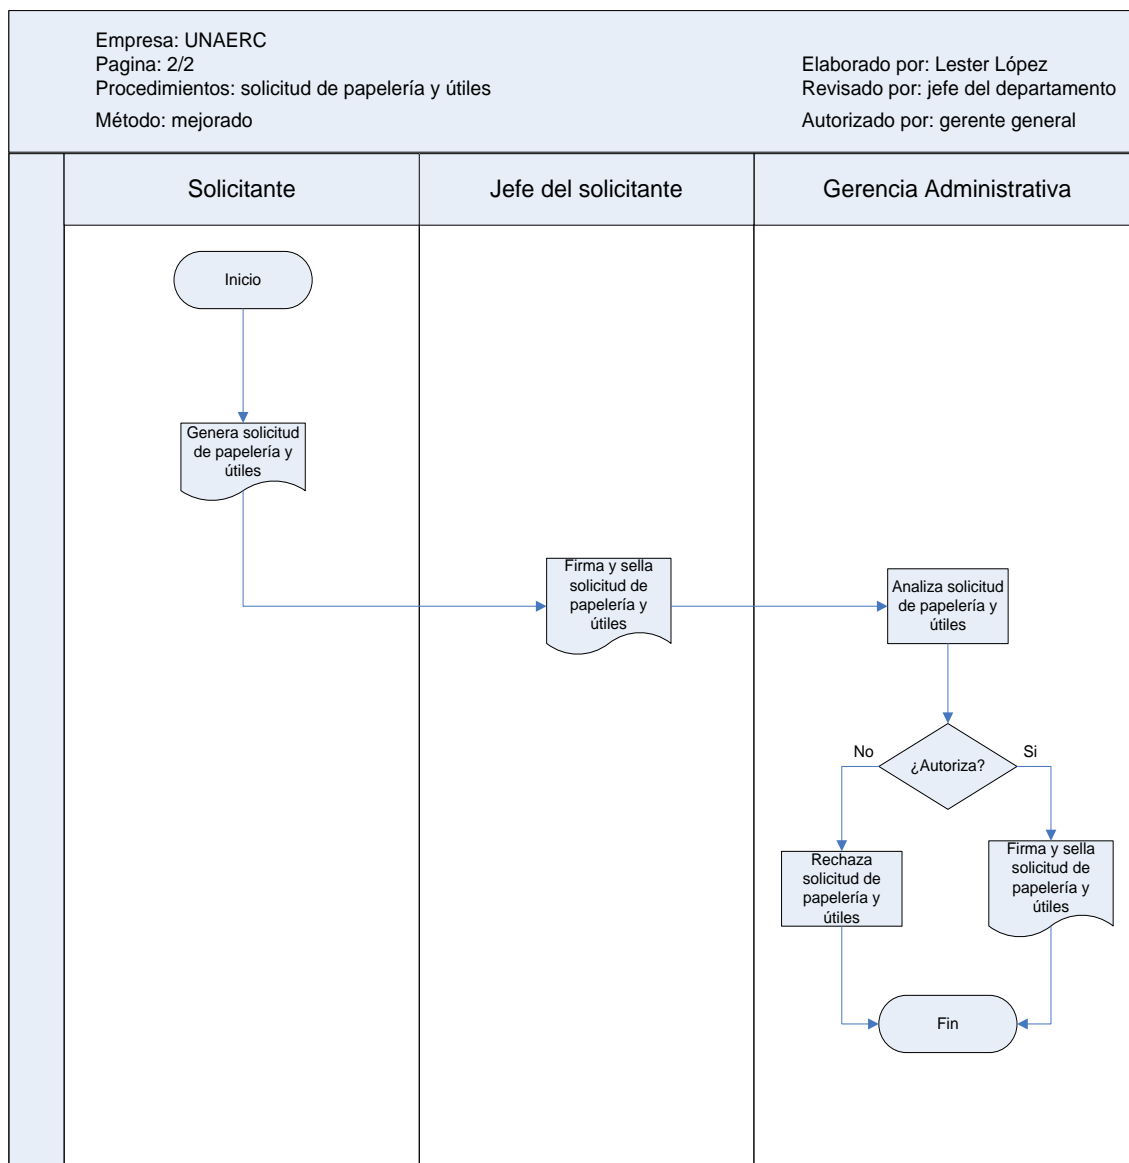 Empresa: UNAERC
Pagina: 2/2
Procedimientos: solicitud de papelería y útiles
Método: mejorado
Elaborado por: Lester López
Revisado por: jefe del departamento
Autorizado por: gerente general
Solicitante
Jefe del solicitante
Gerencia Administrativa
Inicio
Genera solicitud
de papelería y
útiles
Firma y sella
solicitud de
papelería y
útiles
Analiza solicitud
de papelería y
útiles
¿Autoriza?
No
Si
Rechaza
solicitud de
papelería y
útiles
Firma y sella
solicitud de
papelería y
útiles
Fin